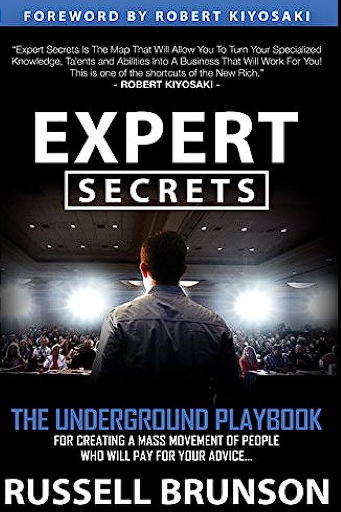 FOREWORD BY ROBERT KIYOSAKI
"Expert Secrets Is The Map That Will Allow You To Turn Your Specialized
Knowledge, Talents and Abilities Into A Business That Will Work For You!
This is one of the shortcuts of the New Rich."
- ROBERT KIYOSAKI -
EXPERT
SECRETS
THE UNDERGROUND PLAYBOOK
FOR CREATING A MASS MOVEMENT OF PEOPLE
WHO WILL PAY FOR YOUR ADVICE...
RUSSELL BRUNSON